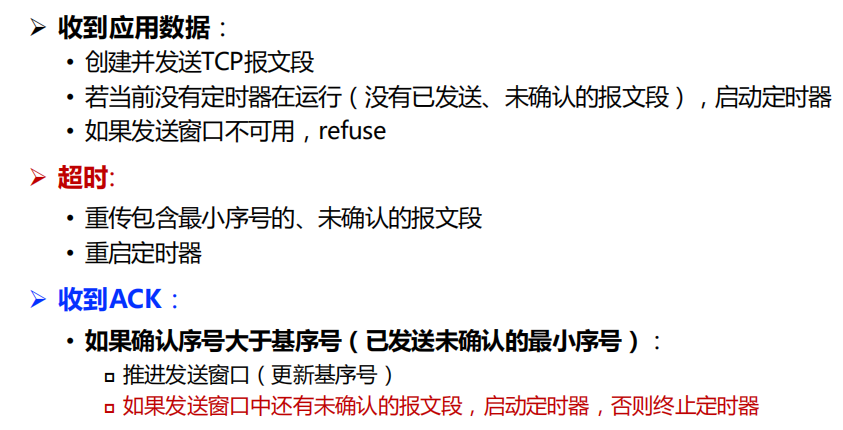 ➢ 收到应用数据：
• 创建并发送TCP报文段
• 若当前没有定时器在运行（没有已发送、未确认的报文段），启动定时器
• 如果发送窗口不可用，refuse
➢ 超时:
• 重传包含最小序号的、未确认的报文段
• 重启定时器
➢ 收到ACK：
• 如果确认序号大于基序号（已发送未确认的最小序号）：
□ 推进发送窗口（更新基序号）
□ 如果发送窗口中还有未确认的报文段，启动定时器，否则终止定时器